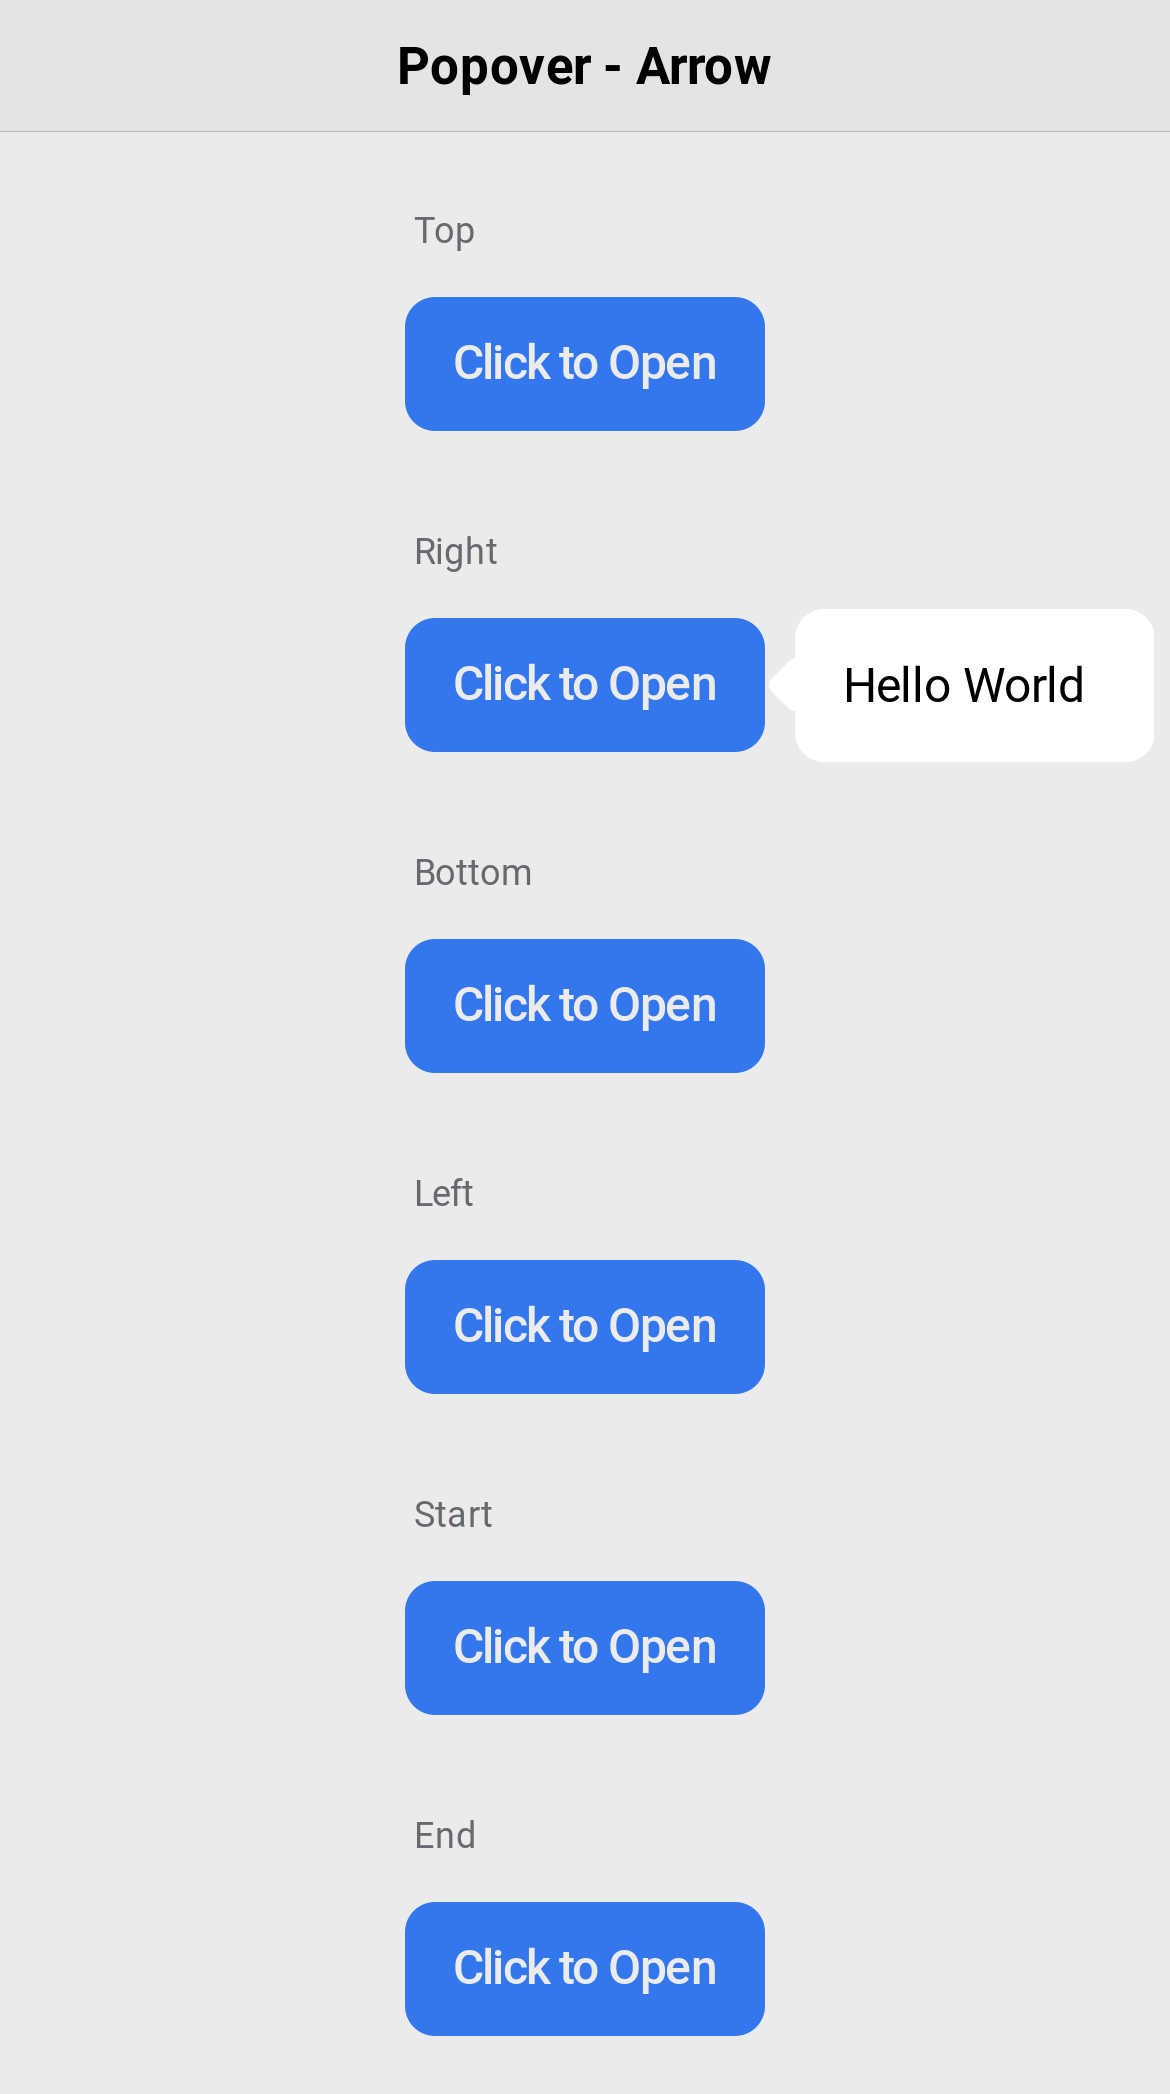 Popover - Arrow
Top
Click to Open
Right
Click to Open
Hello World
Bottom
Click to Open
Left
Click to Open
Start
Click to Open
End
Click to Open